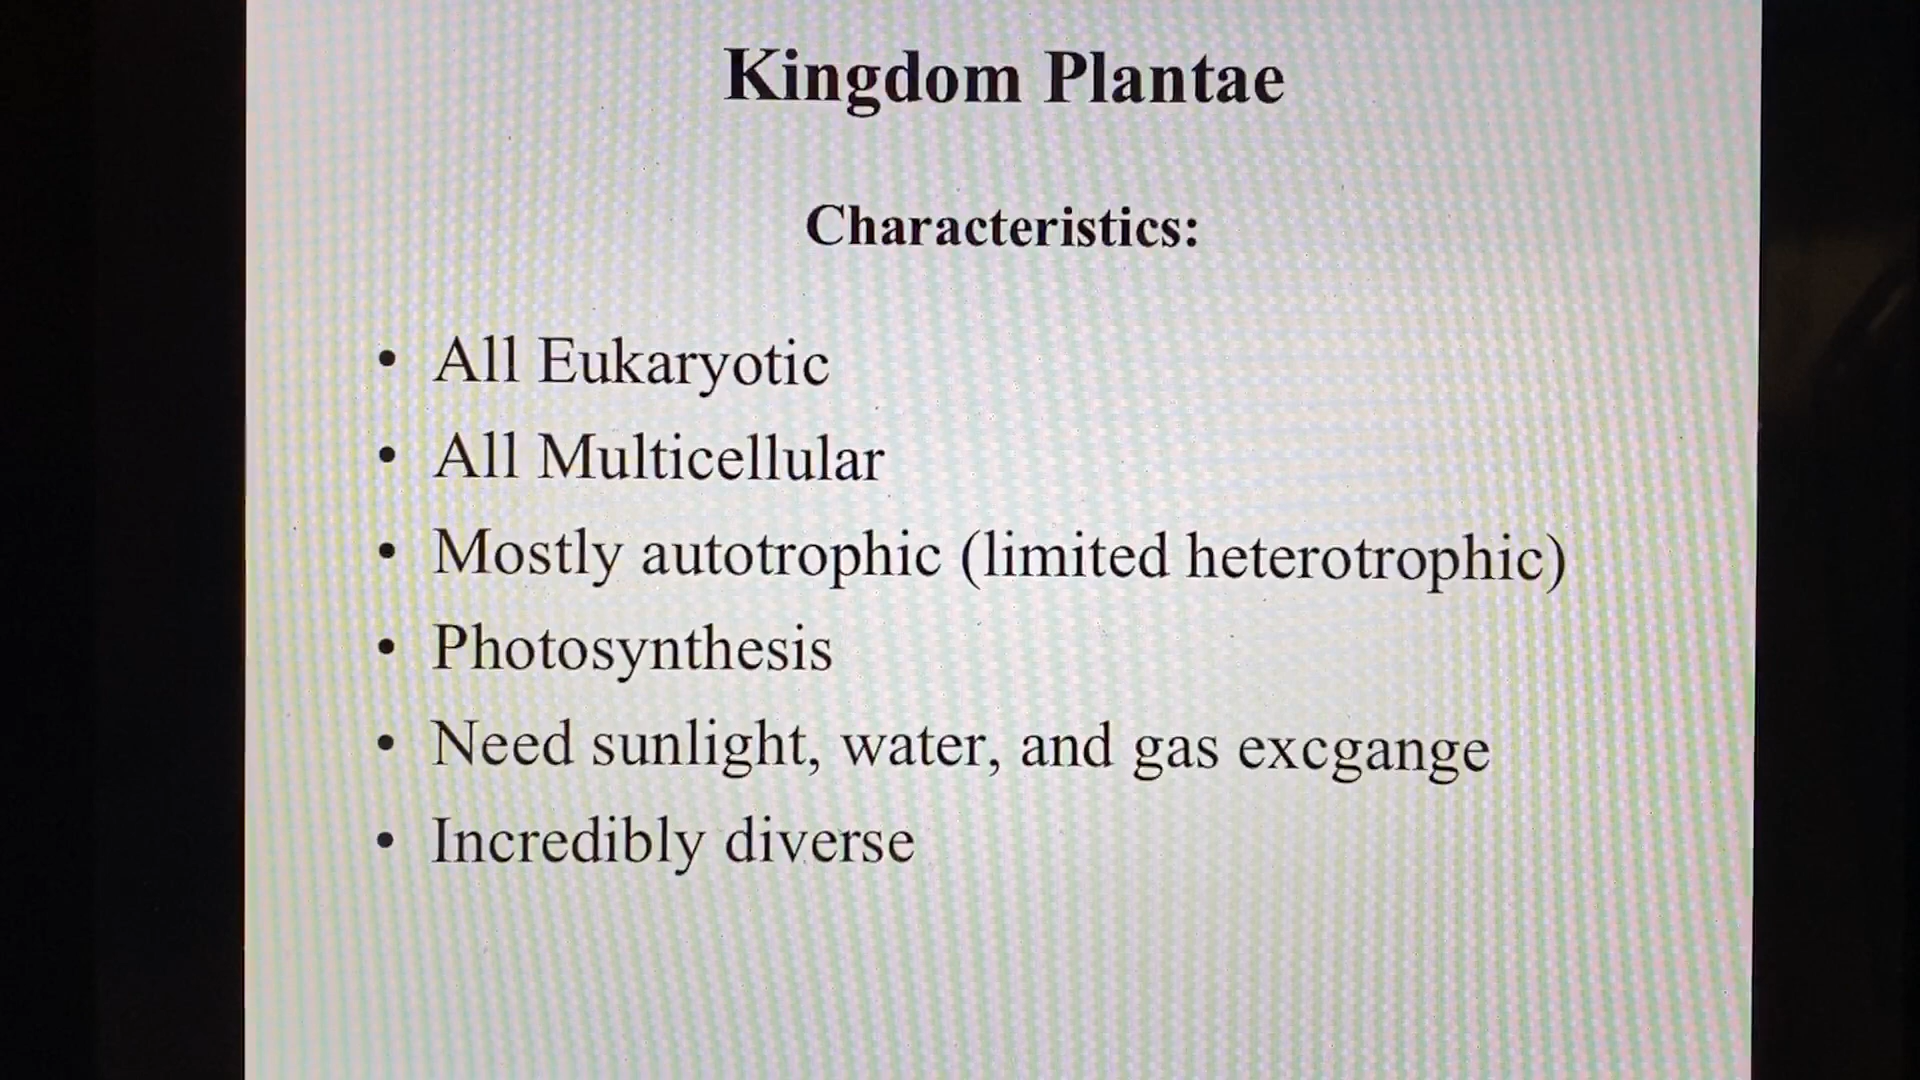 Kingdom Plantae
Characteristics:
• All Eukaryotic
• All Multicellular
• Mostly autotrophic (limited heterotrophic)
• Photosynthesis
• Need sunlight, water, and gas excgange
• Incredibly diverse